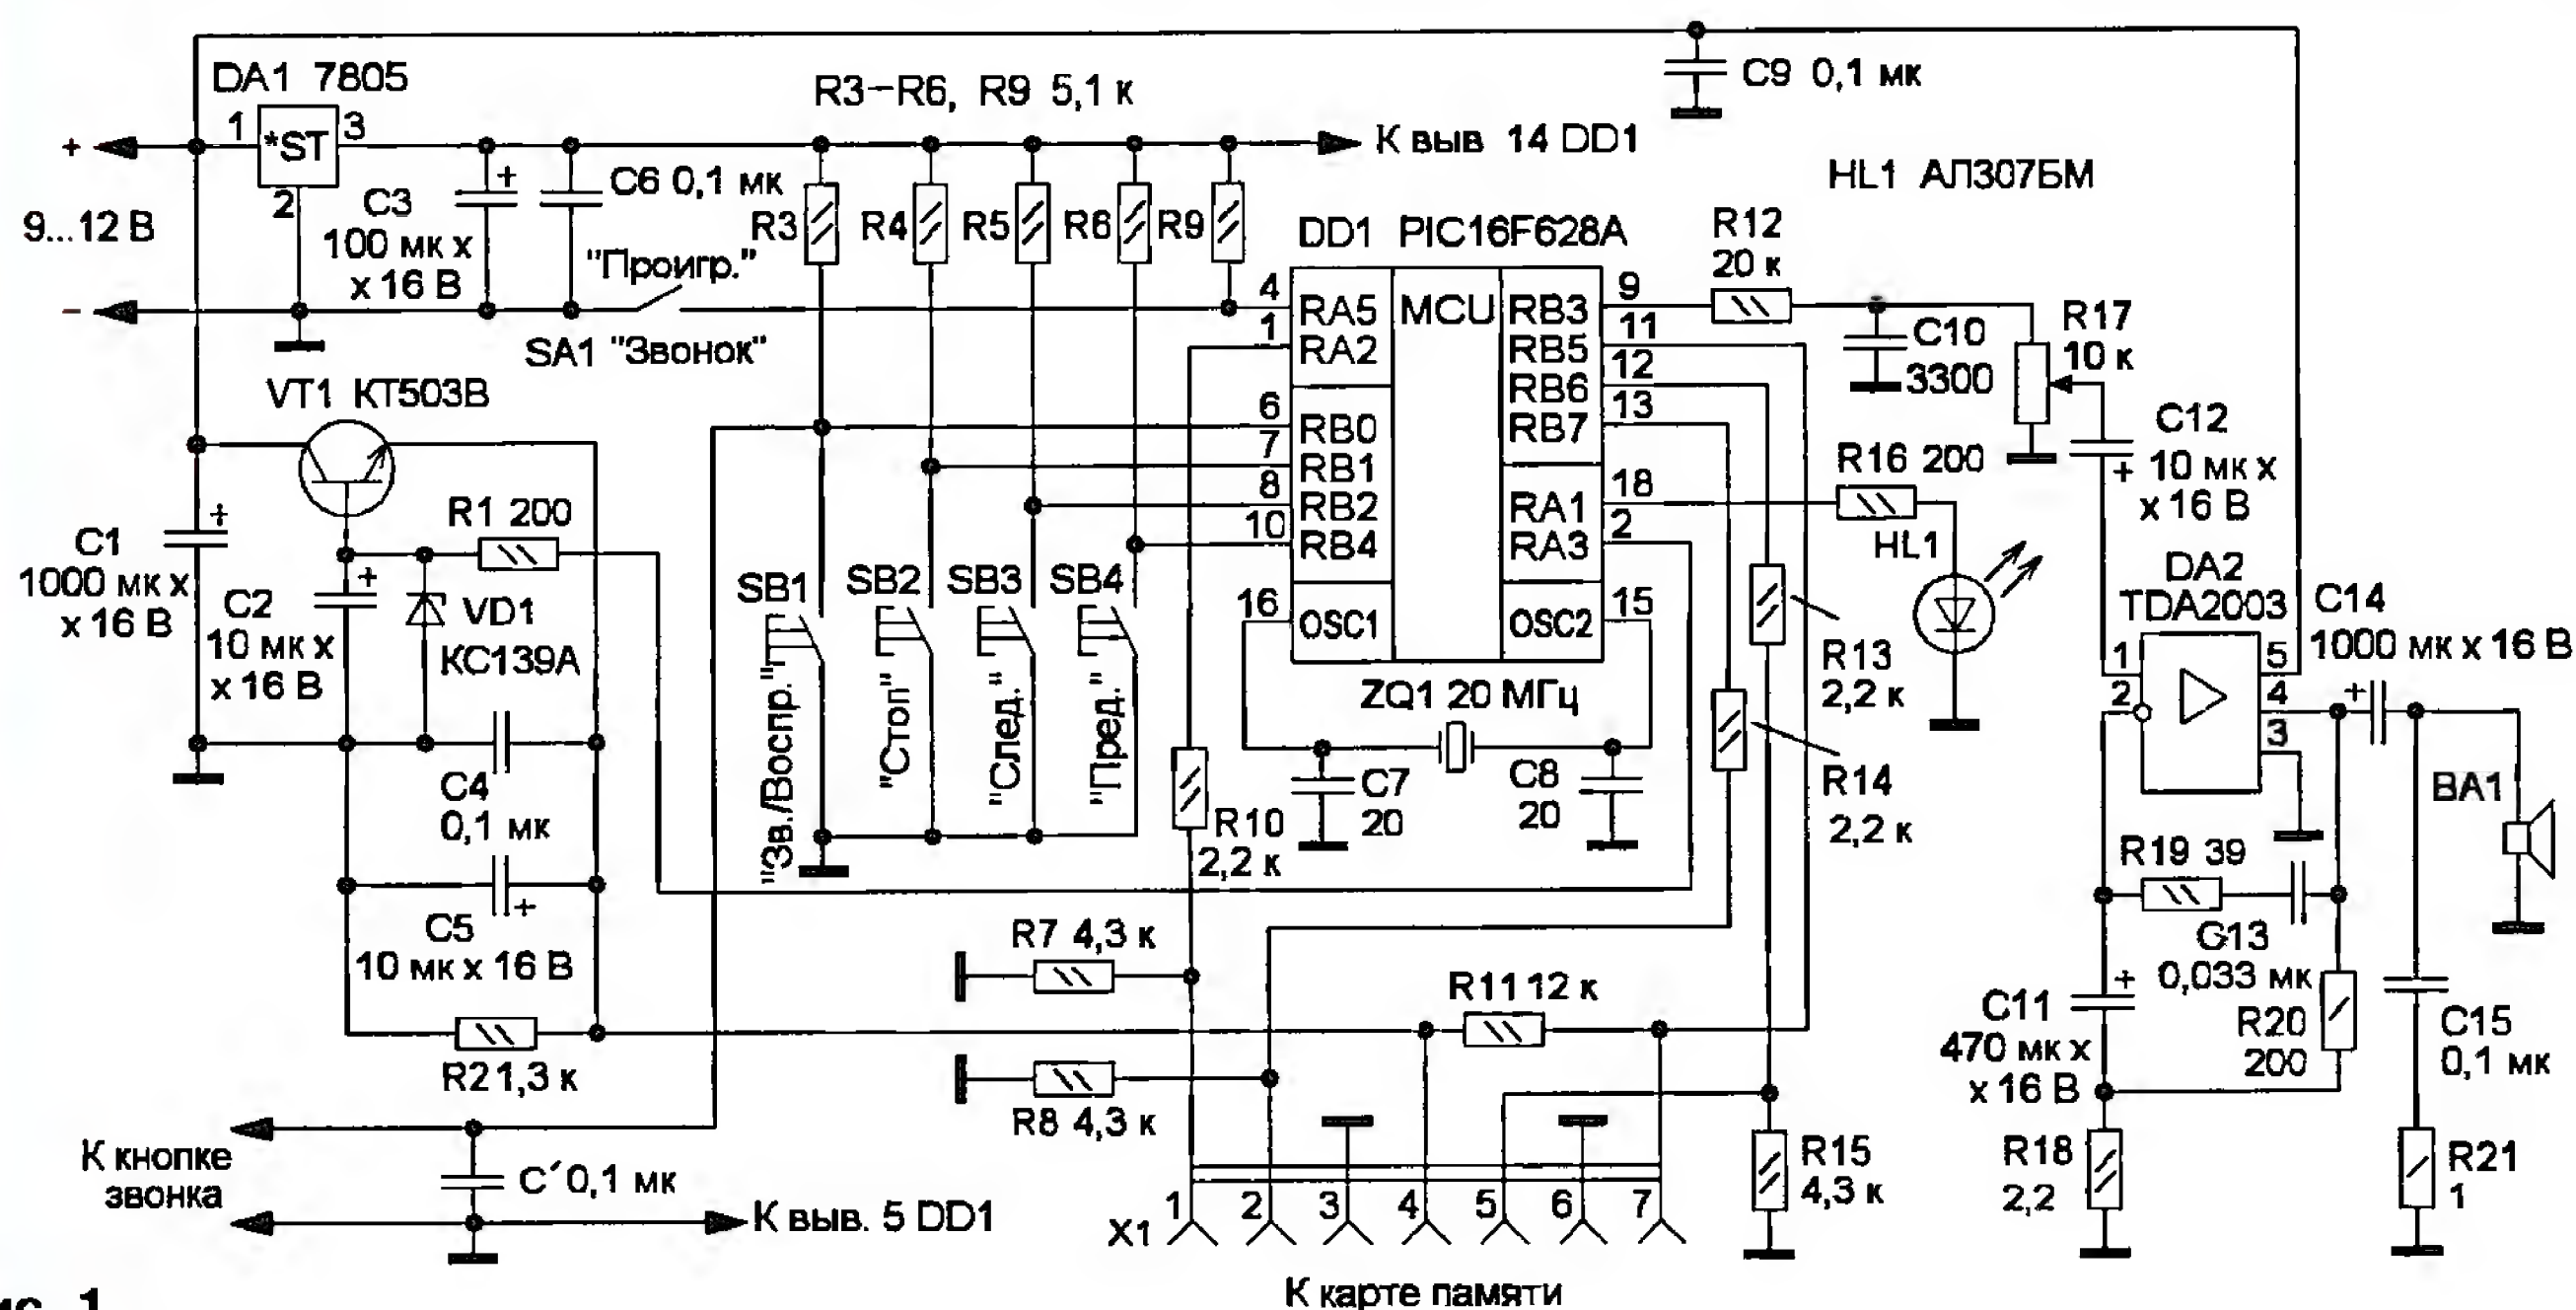 DA1 7805
1
*ST
3
2
+
9...12 В
−
C3
100 мк х
х 16 В
C6 0,1 мк
R3−R6, R9 5,1 к
К выв 14 DD1
C9 0,1 мк
HL1 АЛ307БМ
R3
R4
R5
R6
R9
"Проигр."
SA1 "Звонок"
DD1 PIC16F628A
4
RA5
1
RA2
6
RB0
7
RB1
8
RB2
10
RB4
16
OSC1
MCU
9
RB3
11
RB5
12
RB6
13
RB7
18
RA1
2
RA3
15
OSC2
R12
20 к
C10
3300
R17
10 к
C12
+
10 мк х
х 16 В
R16 200
HL1
VT1 КТ503В
C1
1000 мк х
х 16 В
+
C2
10 мк х
х 16 В
+
R1 200
VD1
КС139А
C4
0,1 мк
C5
10 мк х 16 В
+
R2 1,3 к
SB1
SB2
SB3
SB4
"Зв./Воспр."
"Стоп"
"След."
"Пред."
ZQ1 20 МГц
C7
20
C8
20
R10
2,2 к
R13
2,2 к
R14
2,2 к
DA2
TDA2003
1
2
5
4
3
C14
1000 мк х 16 В
+
BA1
R19 39
G13
0,033 мк
C11
470 мк х
х 16 В
+
R20
200
C15
0,1 мк
R18
2,2
R21
1
R7 4,3 к
R8 4,3 к
R11 12 к
R15
4,3 к
К кнопке
звонка
C´ 0,1 мк
К выв. 5 DD1
X1
1
2
3
4
5
6
7
К карте памяти
1